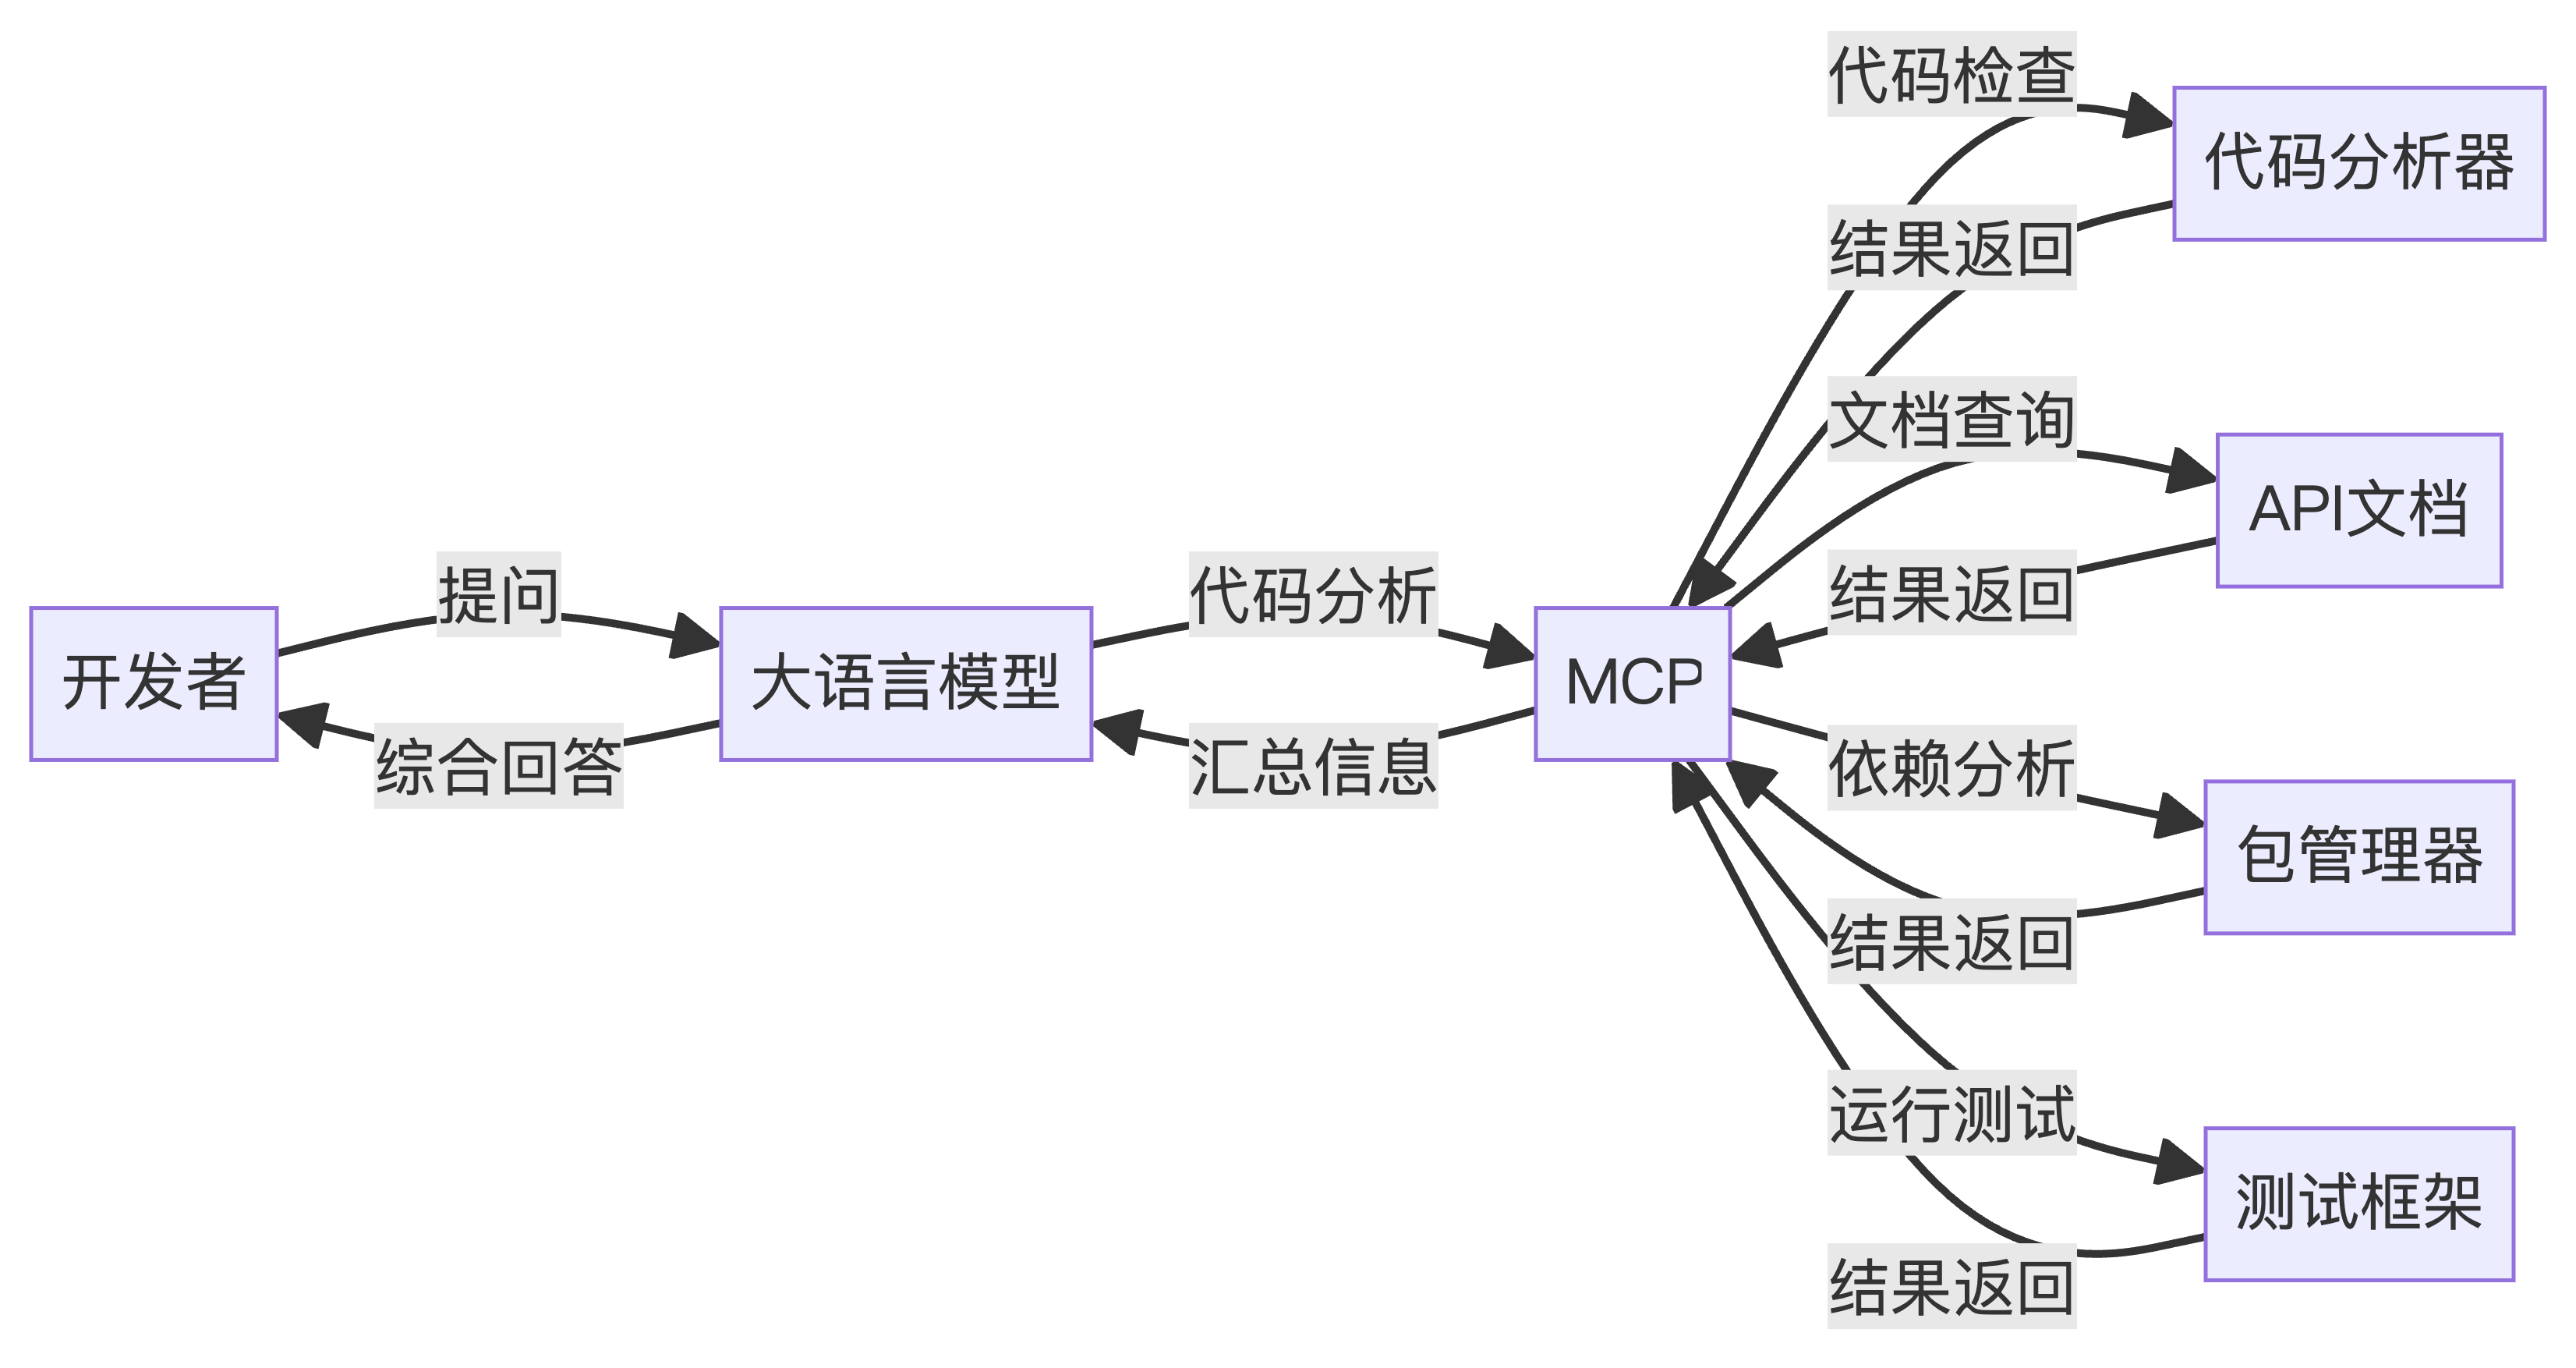 代码检查
代码分析器
结果返回
文档查询
API文档
结果返回
提问
代码分析
开发者
大语言模型
MCP
综合回答
汇总信息
依赖分析
包管理器
结果返回
运行测试
测试框架
结果返回